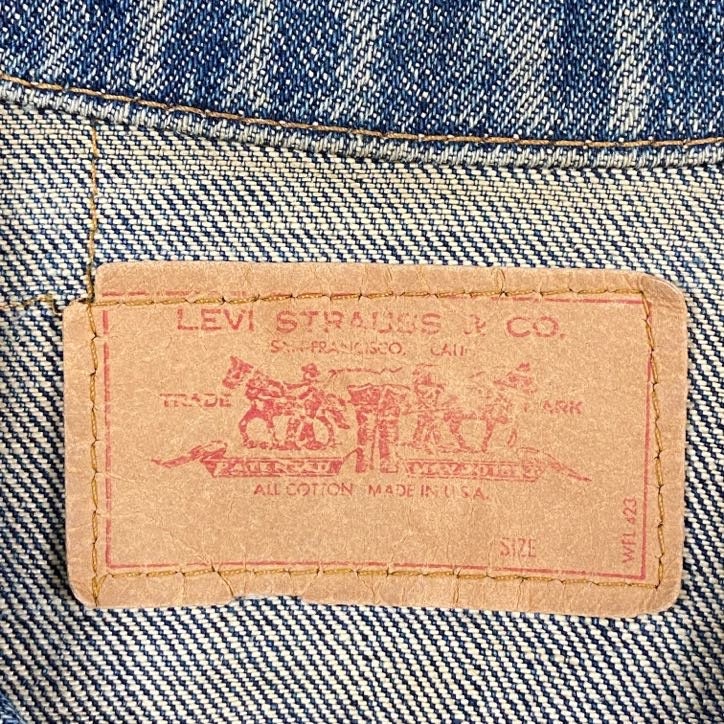 LEVI STRAUSS & CO.
SAN FRANCISCO, CALIF.
TRADE MARK
PATENTED MAY 20 1873
ALL COTTON MADE IN U.S.A.
SIZE
WPL 423